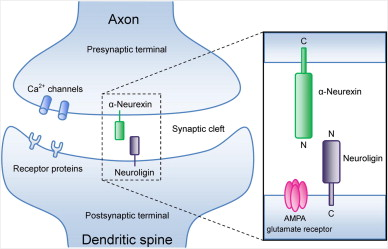 Axon
Presynaptic terminal
Ca2+ channels
α-Neurexin
Synaptic cleft
Receptor proteins
Neuroligin
Postsynaptic terminal
Dendritic spine
C
α-Neurexin
N
N
Neuroligin
C
AMPA
glutamate receptor